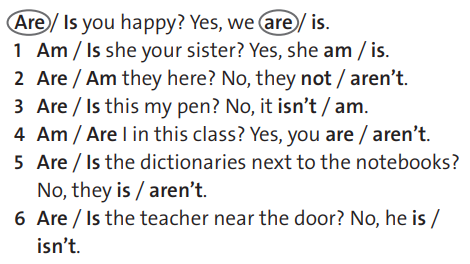 Are / Is you happy? Yes, we are / is.
1 Am / Is she your sister? Yes, she am / is.
2 Are / Am they here? No, they not / aren't.
3 Are / Is this my pen? No, it isn't / am.
4 Am / Are I in this class? Yes, you are / aren't.
5 Are / Is the dictionaries next to the notebooks?
No, they is / aren't.
6 Are / Is the teacher near the door? No, he is /
isn't.